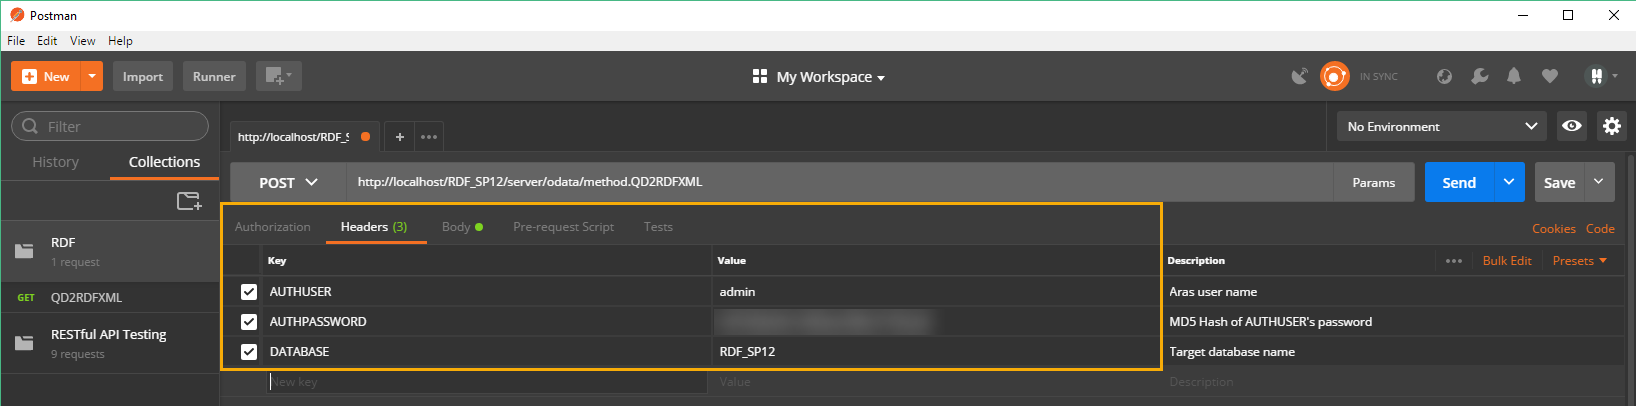 Postman
File Edit View Help
New Import Runner My Workspace IN SYNC
Filter
http://localhost/RDF_S + ••• No Environment
History Collections
POST http://localhost/RDF_SP12/server/odata/method.QD2RDFXML Params Send Save
Authorization Headers (3) Body Pre-request Script Tests Cookies Code
RDF
1 request
Key Value Description ••• Bulk Edit Presets
AUTHUSER admin Aras user name
GET QD2RDFXML
AUTHPASSWORD MD5 Hash of AUTHUSER's password
RESTful API Testing
9 requests
DATABASE RDF_SP12 Target database name
New key Value Description